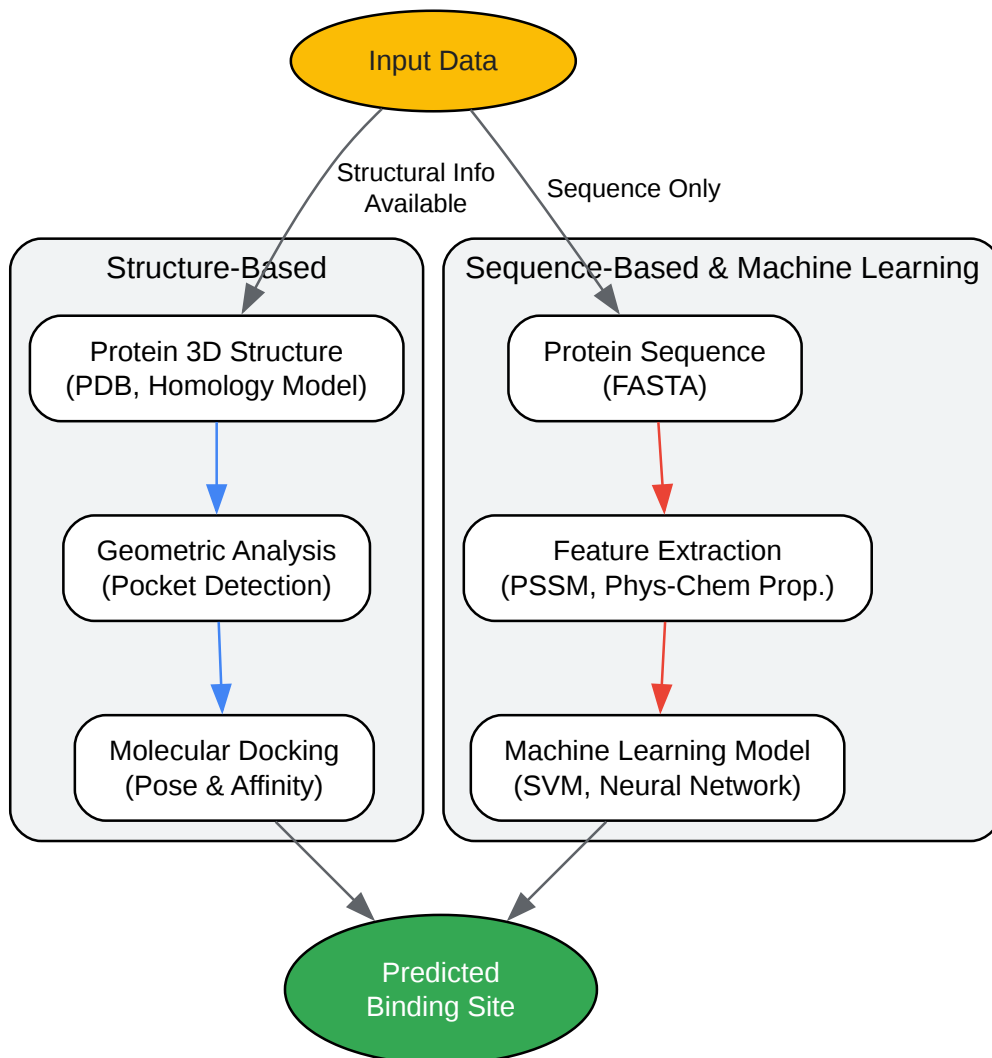 Input Data
Structural Info
Available
Sequence Only
Structure-Based
Sequence-Based & Machine Learning
Protein 3D Structure
(PDB, Homology Model)
Protein Sequence
(FASTA)
Geometric Analysis
(Pocket Detection)
Feature Extraction
(PSSM, Phys-Chem Prop.)
Molecular Docking
(Pose & Affinity)
Machine Learning Model
(SVM, Neural Network)
Predicted
Binding Site